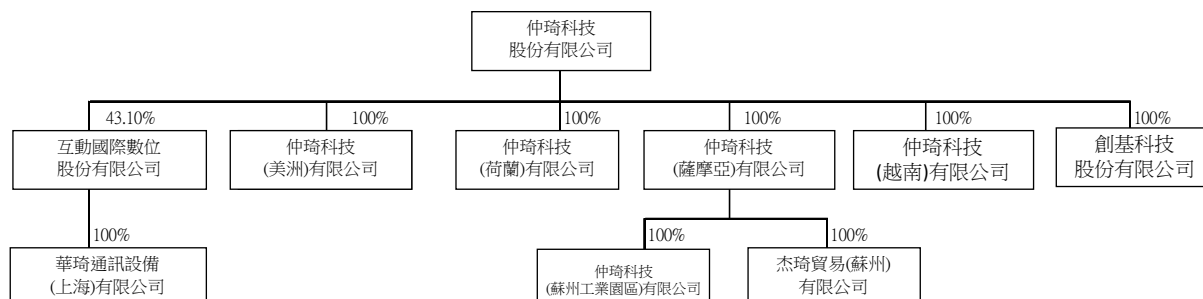 仲琦科技
股份有限公司
43.10%
100%
100%
100%
100%
100%
互動國際數位
股份有限公司
仲琦科技
(美洲)有限公司
仲琦科技
(荷蘭)有限公司
仲琦科技
(薩摩亞)有限公司
仲琦科技
(越南)有限公司
創基科技
股份有限公司
100%
100%
100%
華琦通訊設備
(上海)有限公司
仲琦科技
(蘇州工業園區)有限公司
杰琦貿易(蘇州)
有限公司